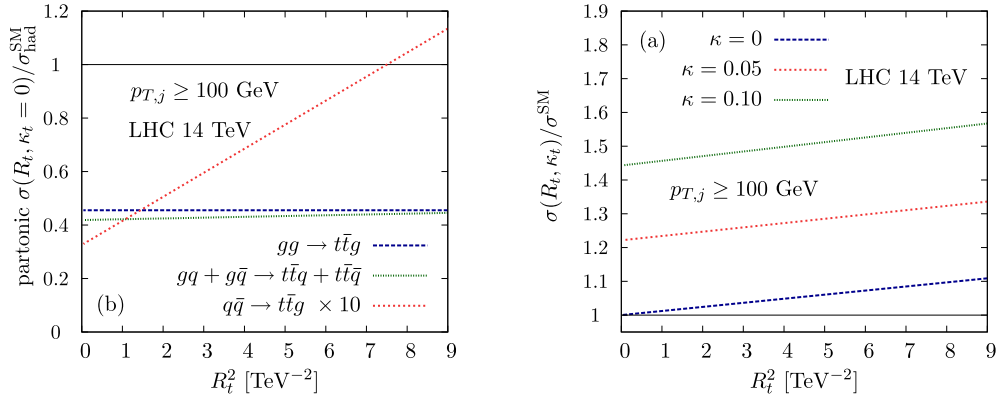 partonic σ(R_t, κ_t = 0)/σ^SM_had
1.2
1
0.8
0.6
0.4
0.2
0
p_{T,j} ≥ 100 GeV
LHC 14 TeV
gg → tt̄g
gq + gq̄ → tt̄q + tt̄q̄
qq̄ → tt̄g ×10
(b)
0 1 2 3 4 5 6 7 8 9
R_t^2 [TeV^−2]
σ(R_t, κ_t)/σ^SM
1.9
1.8
1.7
1.6
1.5
1.4
1.3
1.2
1.1
1
(a)
κ = 0
κ = 0.05
κ = 0.10
LHC 14 TeV
p_{T,j} ≥ 100 GeV
0 1 2 3 4 5 6 7 8 9
R_t^2 [TeV^−2]